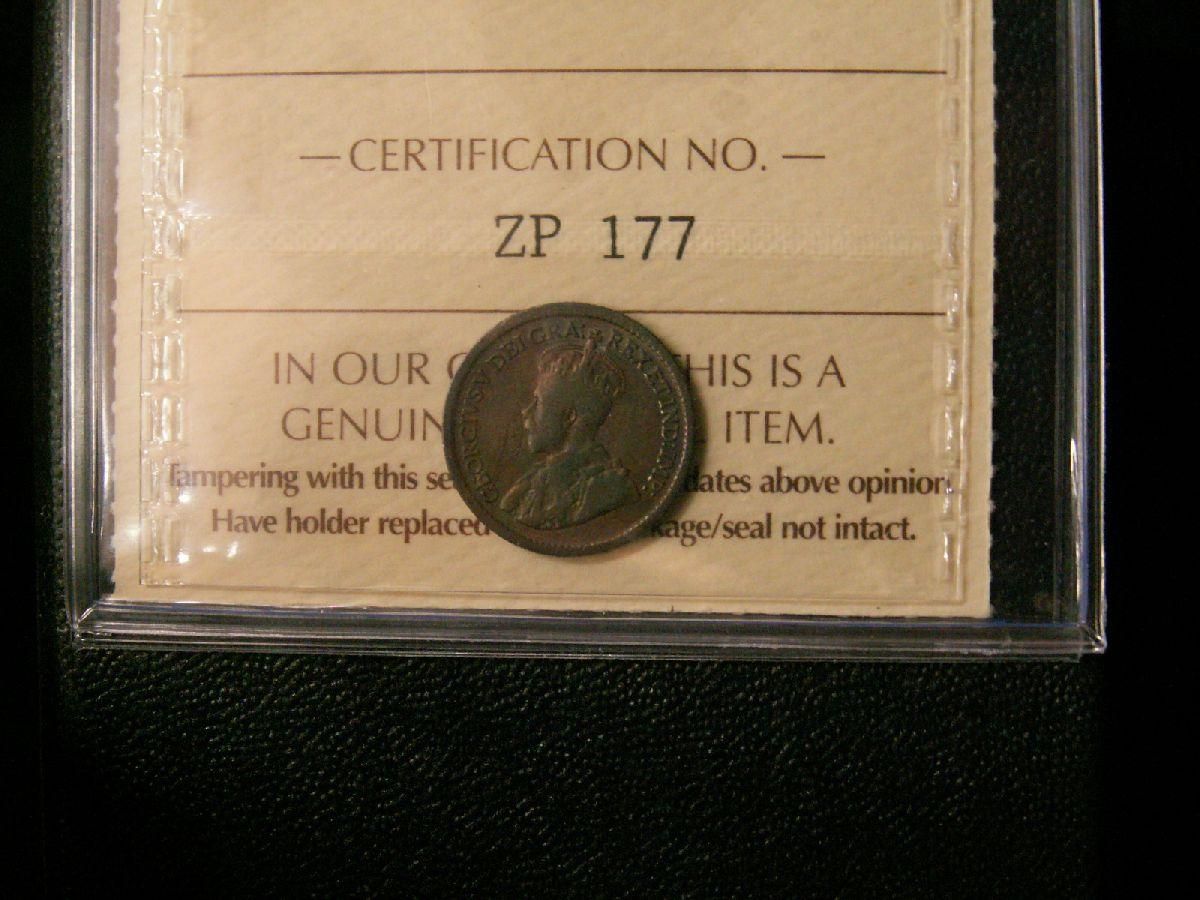 — CERTIFICATION NO. —
ZP 177
IN OUR HIS IS A
GENUIN ITEM.
Tampering with this se dates above opinion.
Have holder replaced kage/seal not intact.
GEORGIVS V DEI GRA: REX ET IND:IMP: